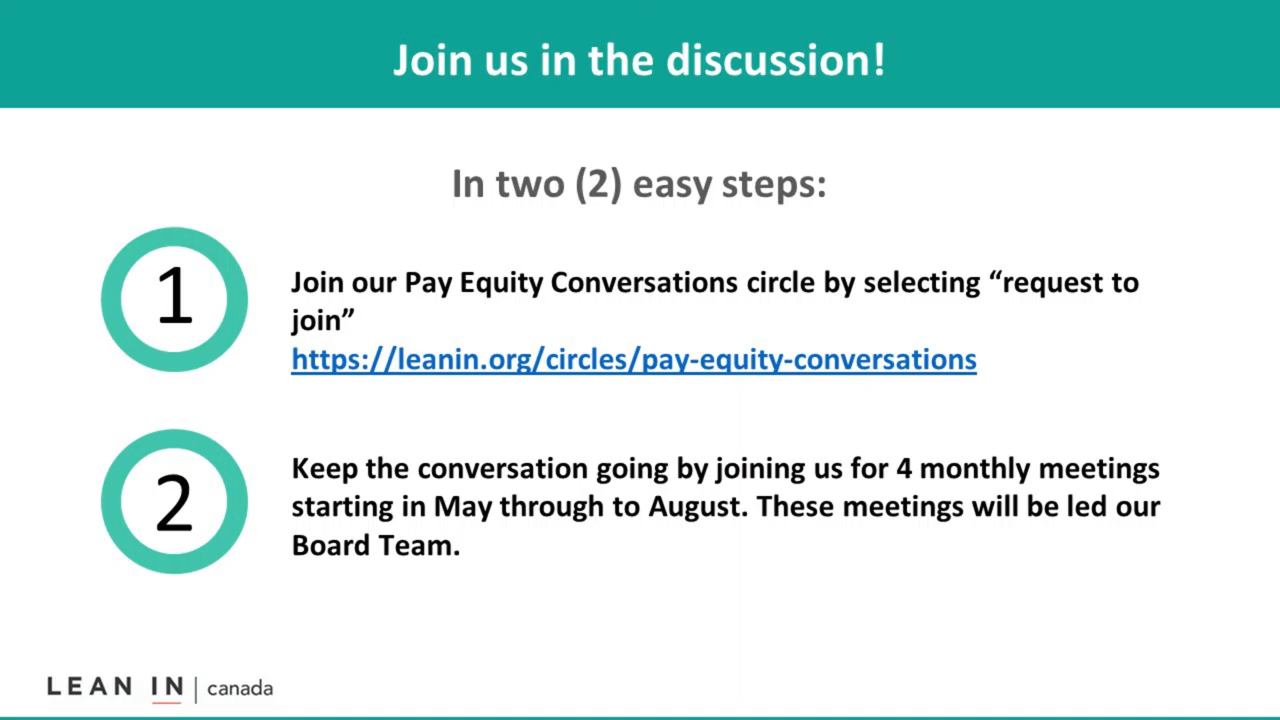 Join us in the discussion!
In two (2) easy steps:
1
Join our Pay Equity Conversations circle by selecting “request to
join”
https://leanin.org/circles/pay-equity-conversations
2
Keep the conversation going by joining us for 4 monthly meetings
starting in May through to August. These meetings will be led our
Board Team.
LEAN IN | canada